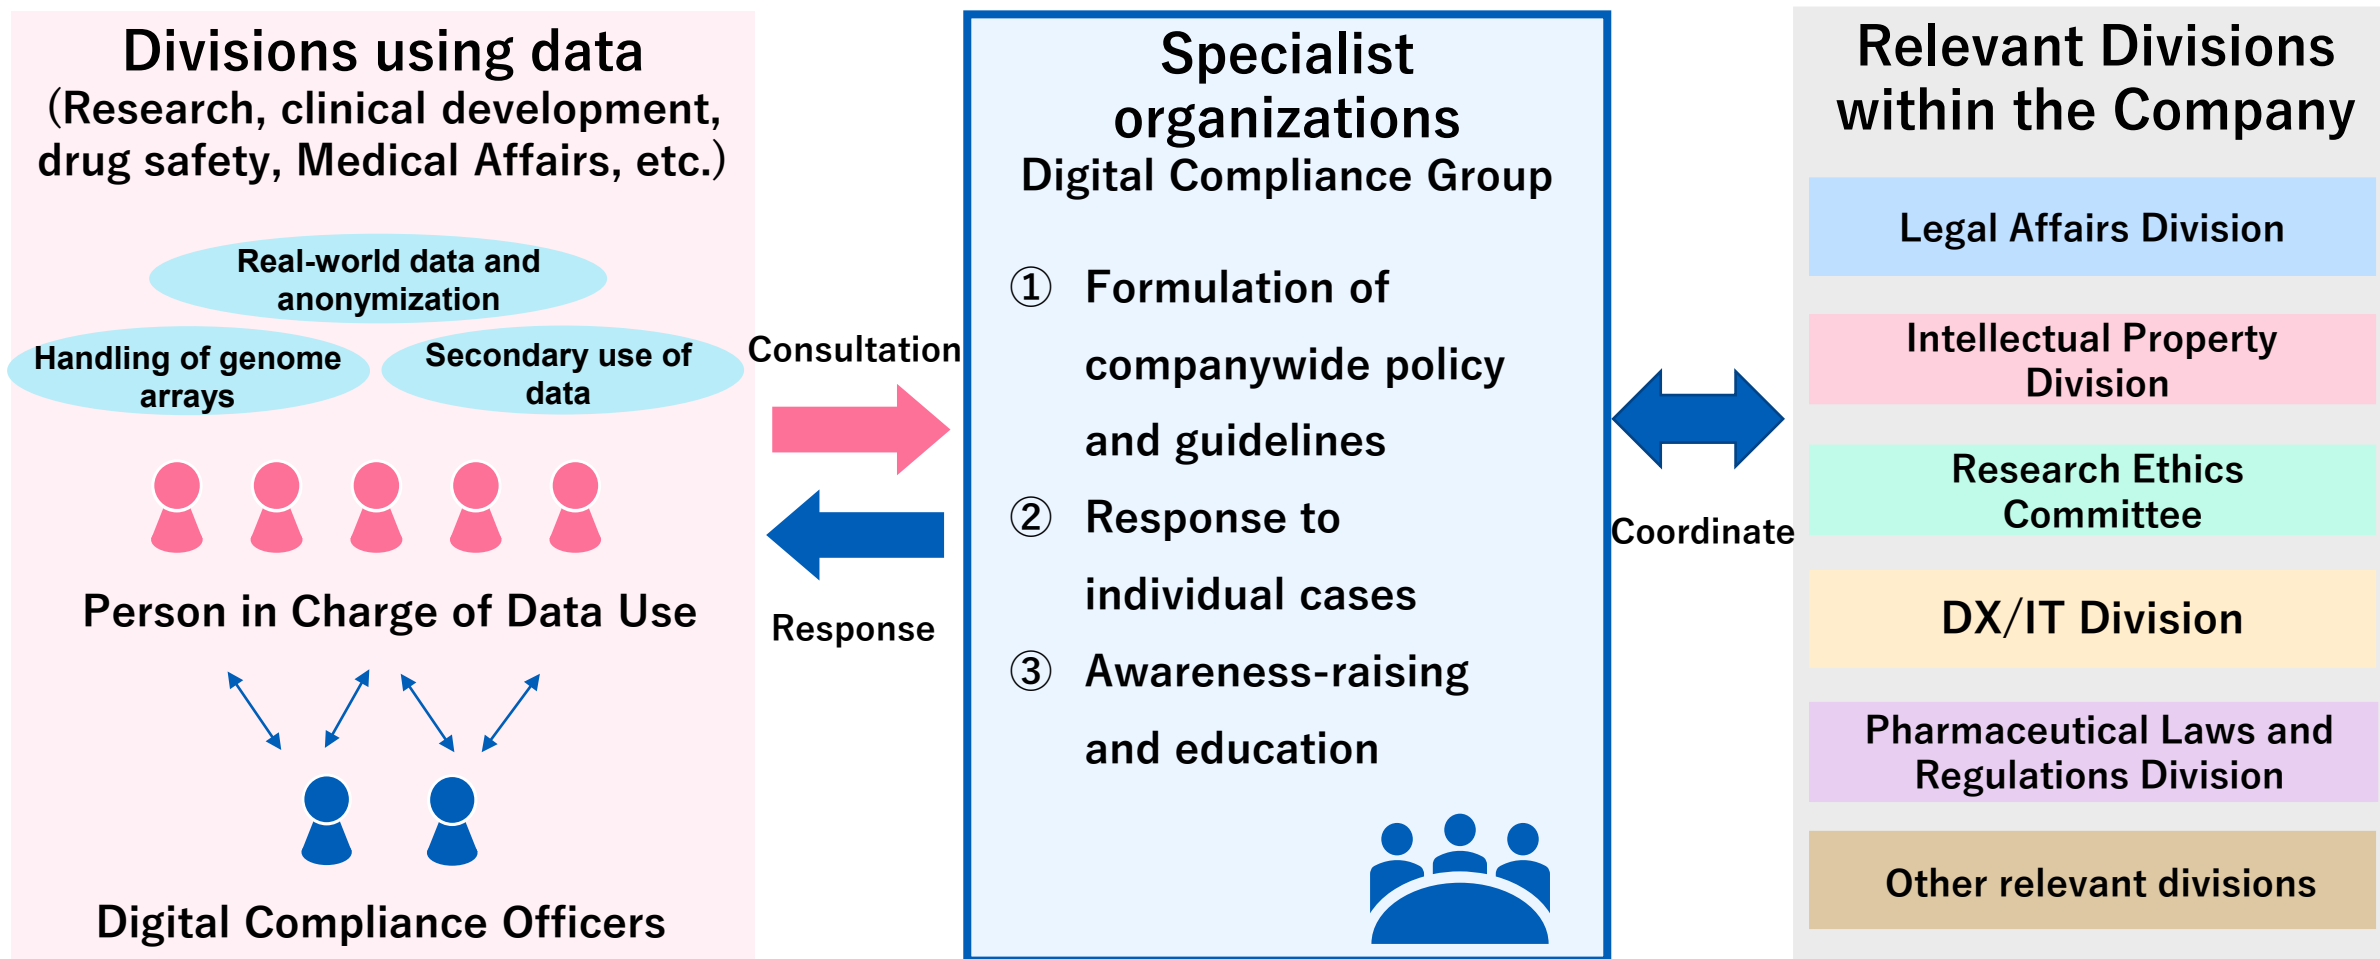 Divisions using data
(Research, clinical development,
drug safety, Medical Affairs, etc.)
Real-world data and
anonymization
Handling of genome
arrays
Secondary use of
data
Person in Charge of Data Use
Digital Compliance Officers
Consultation
Response
Specialist
organizations
Digital Compliance Group
① Formulation of
companywide policy
and guidelines
② Response to
individual cases
③ Awareness-raising
and education
Coordinate
Relevant Divisions
within the Company
Legal Affairs Division
Intellectual Property
Division
Research Ethics
Committee
DX/IT Division
Pharmaceutical Laws and
Regulations Division
Other relevant divisions